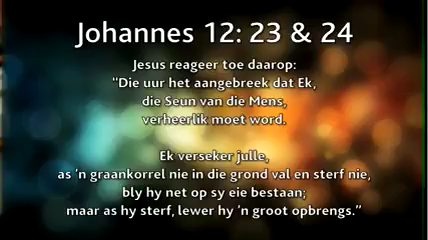 Johannes 12: 23 & 24
Jesus reageer toe daarop:
“Die uur het aangebreek dat Ek,
die Seun van die Mens,
verheerlik moet word.
Ek verseker julle,
as ’n graankorrel nie in die grond val en sterf nie,
bly hy net op sy eie bestaan;
maar as hy sterf, lewer hy ’n groot opbrengs.”